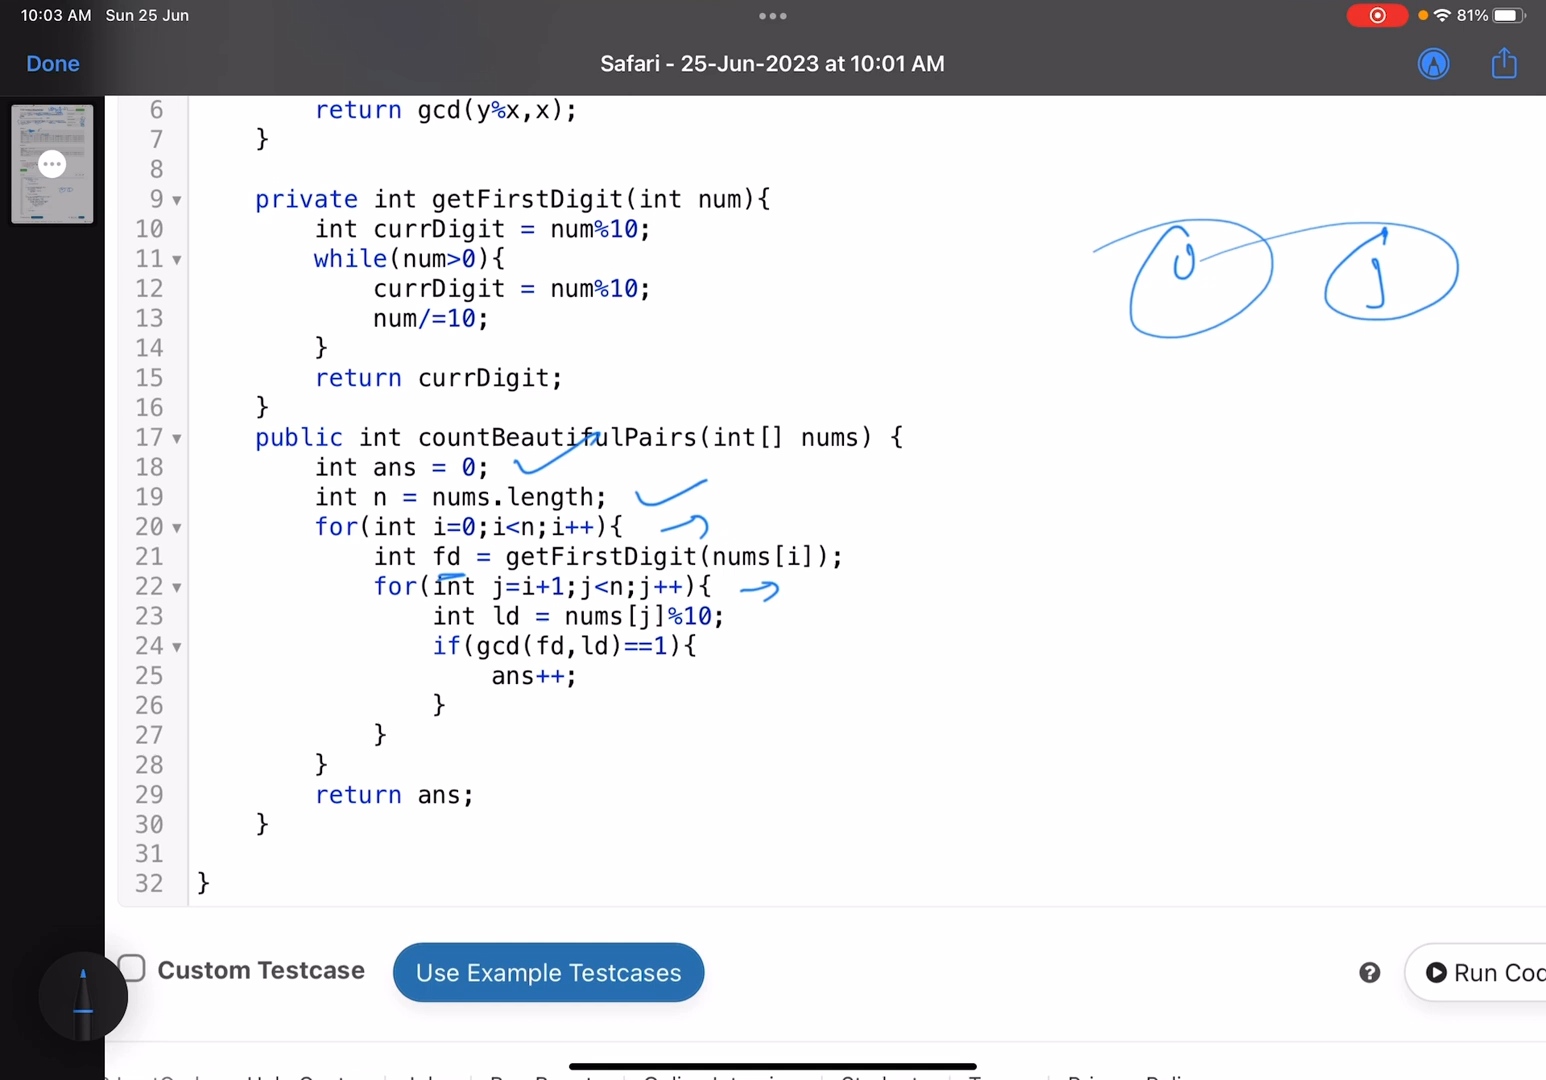 10:03 AM Sun 25 Jun
81%
Done
Safari - 25-Jun-2023 at 10:01 AM
6 return gcd(y%x,x);
7 }
8
9 private int getFirstDigit(int num){
10 int currDigit = num%10;
11 while(num>0){
12 currDigit = num%10;
13 num/=10;
14 }
15 return currDigit;
16 }
17 public int countBeautifulPairs(int[] nums) {
18 int ans = 0;
19 int n = nums.length;
20 for(int i=0;i<n;i++){
21 int fd = getFirstDigit(nums[i]);
22 for(int j=i+1;j<n;j++){
23 int ld = nums[j]%10;
24 if(gcd(fd,ld)==1){
25 ans++;
26 }
27 }
28 }
29 return ans;
30 }
31
32 }
j
Custom Testcase
Use Example Testcases
Run Cod